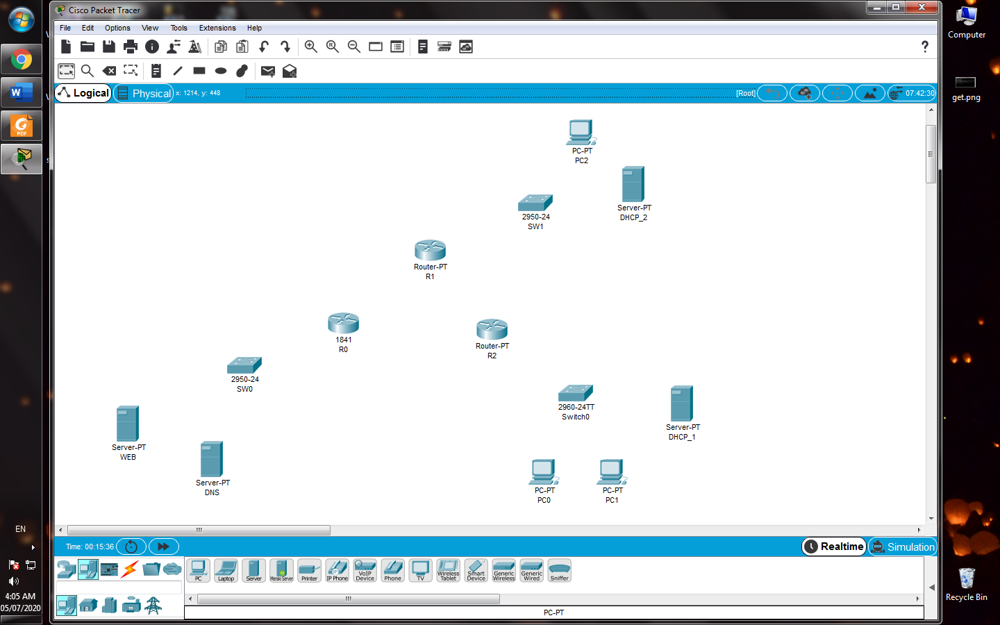 Cisco Packet Tracer
Computer
File Edit Options View Tools Extensions Help
get.png
Logical Physical x: 1214, y: 448 [Root] 07:42:30
PC-PT
PC2
Server-PT
DHCP_2
2950-24
SW1
Router-PT
R1
1841
R0
Router-PT
R2
2950-24
SW0
2960-24TT
Switch0
Server-PT
DHCP_1
Server-PT
WEB
Server-PT
DNS
PC-PT
PC0
PC-PT
PC1
EN
Time: 00:15:36 Realtime Simulation
PC Laptop Server Meraki Server Printer IP Phone VoIP Device Phone TV Wireless Tablet Smart Device Generic Wireless Generic Wired Sniffer
PC-PT
4:05 AM
05/07/2020
Recycle Bin
PDF
W